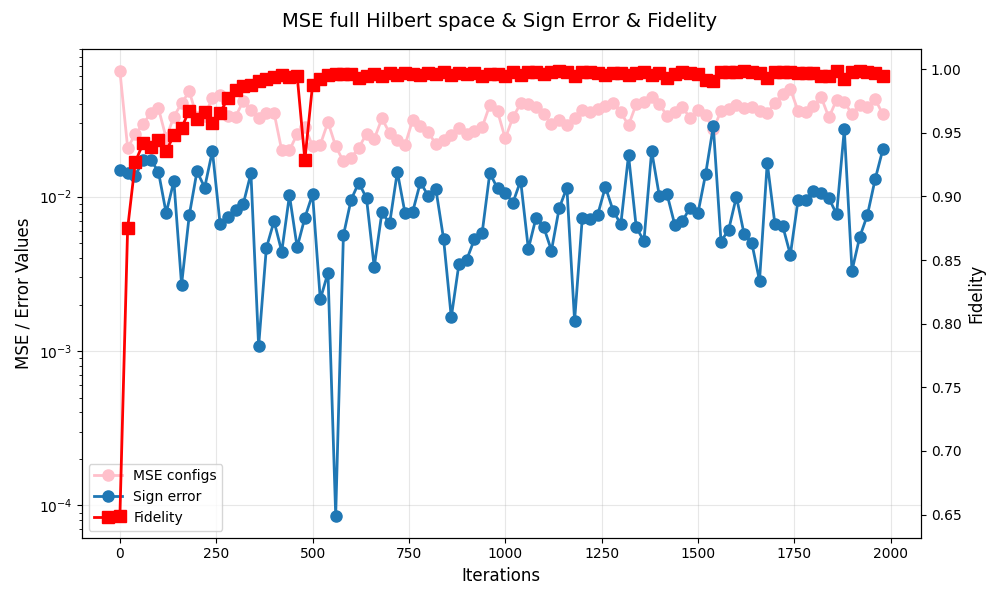 MSE full Hilbert space & Sign Error & Fidelity
MSE / Error Values
10⁻²
10⁻³
10⁻⁴
1.00
0.95
0.90
0.85
0.80
0.75
0.70
0.65
Fidelity
MSE configs
Sign error
Fidelity
0 250 500 750 1000 1250 1500 1750 2000
Iterations